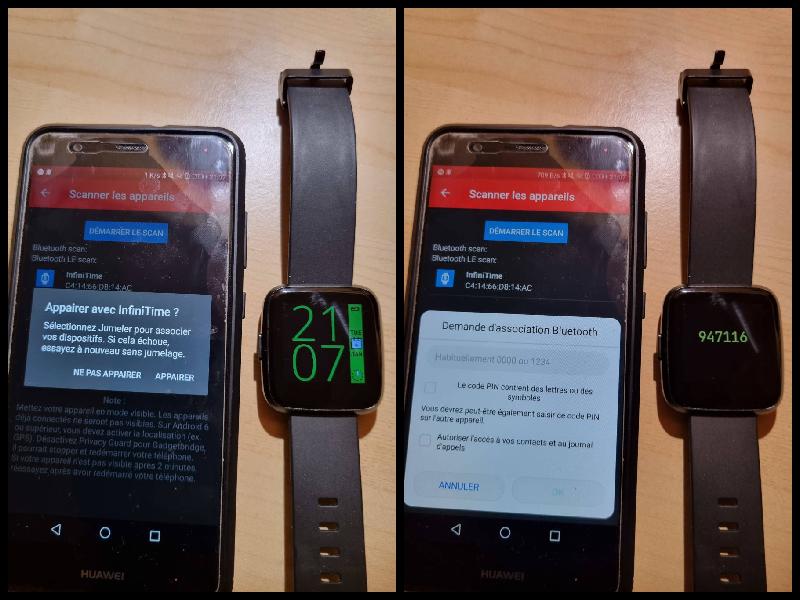 Scanner les appareils
DÉMARRER LE SCAN
Bluetooth scan:
Bluetooth LE scan:
InfiniTime
C4:14:66:D8:14:AC
Appairer avec InfiniTime ?
Sélectionnez Jumeler pour associer
vos dispositifs. Si cela échoue,
essayez à nouveau sans jumelage.
NE PAS APPAIRER
APPAIRER
Note :
Mettez votre appareil en mode visible. Les appareils
déjà connectés ne seront pas visibles. Sur Android 6
ou supérieur, vous devez activer la localisation (ex.
GPS). Désactivez Privacy Guard pour Gadgetbridge,
il pourrait stopper et redémarrer votre téléphone.
Si votre appareil n'est pas visible après 2 minutes,
réessayez après avoir redémarré votre téléphone.
HUAWEI
21
07
TUE
JAN
709 B/s
Scanner les appareils
DÉMARRER LE SCAN
Bluetooth scan:
Bluetooth LE scan:
InfiniTime
C4:14:66:D8:14:AC
Demande d'association Bluetooth
Habituellement 0000 ou 1234
Le code PIN contient des lettres ou des
symboles
Vous devrez peut-être également saisir ce code PIN
sur l'autre appareil.
Autoriser l'accès à vos contacts et au journal
d'appels
ANNULER
OK
HUAWEI
947116